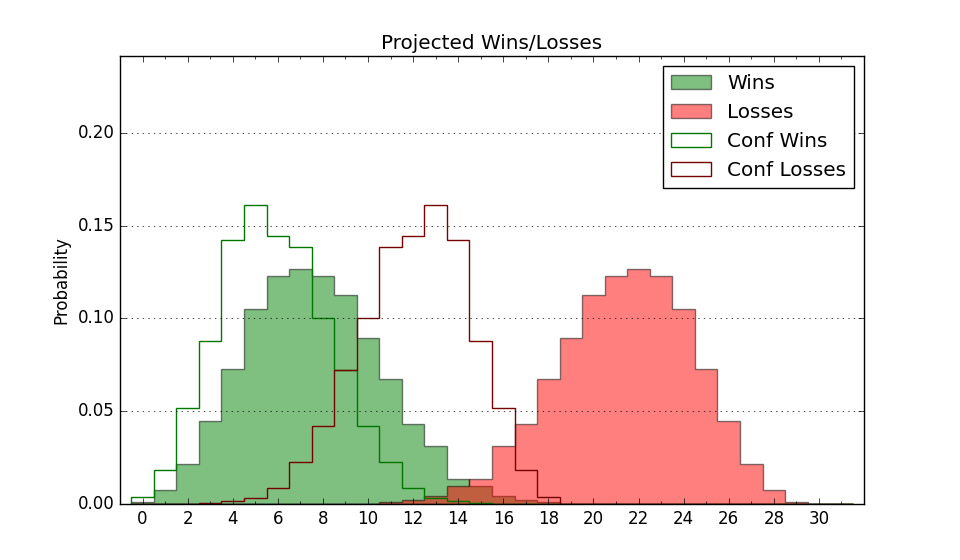 Projected Wins/Losses
Wins
Losses
Conf Wins
Conf Losses
Probability
0.20
0.15
0.10
0.05
0.00
0 2 4 6 8 10 12 14 16 18 20 22 24 26 28 30